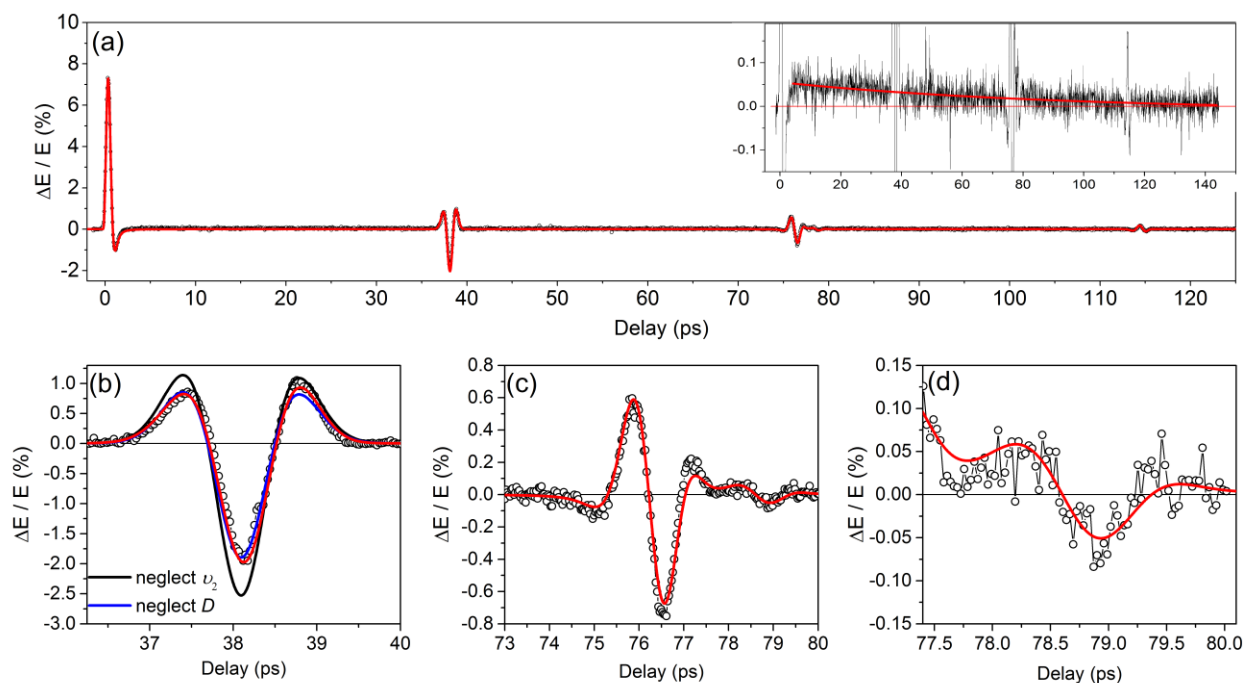 (a)
ΔE / E (%)
10
8
6
4
2
0
-2
0 10 20 30 40 50 60 70 80 90 100 110 120
Delay (ps)
0.1
0.0
-0.1
0 20 40 60 80 100 120 140
(b)
ΔE / E (%)
1.0
0.5
0.0
-0.5
-1.0
-1.5
-2.0
-2.5
-3.0
neglect υ₂
neglect D
37 38 39 40
Delay (ps)
(c)
ΔE / E (%)
0.8
0.6
0.4
0.2
0.0
-0.2
-0.4
-0.6
-0.8
73 74 75 76 77 78 79 80
Delay (ps)
(d)
ΔE / E (%)
0.15
0.10
0.05
0.00
-0.05
-0.10
-0.15
77.5 78.0 78.5 79.0 79.5 80.0
Delay (ps)